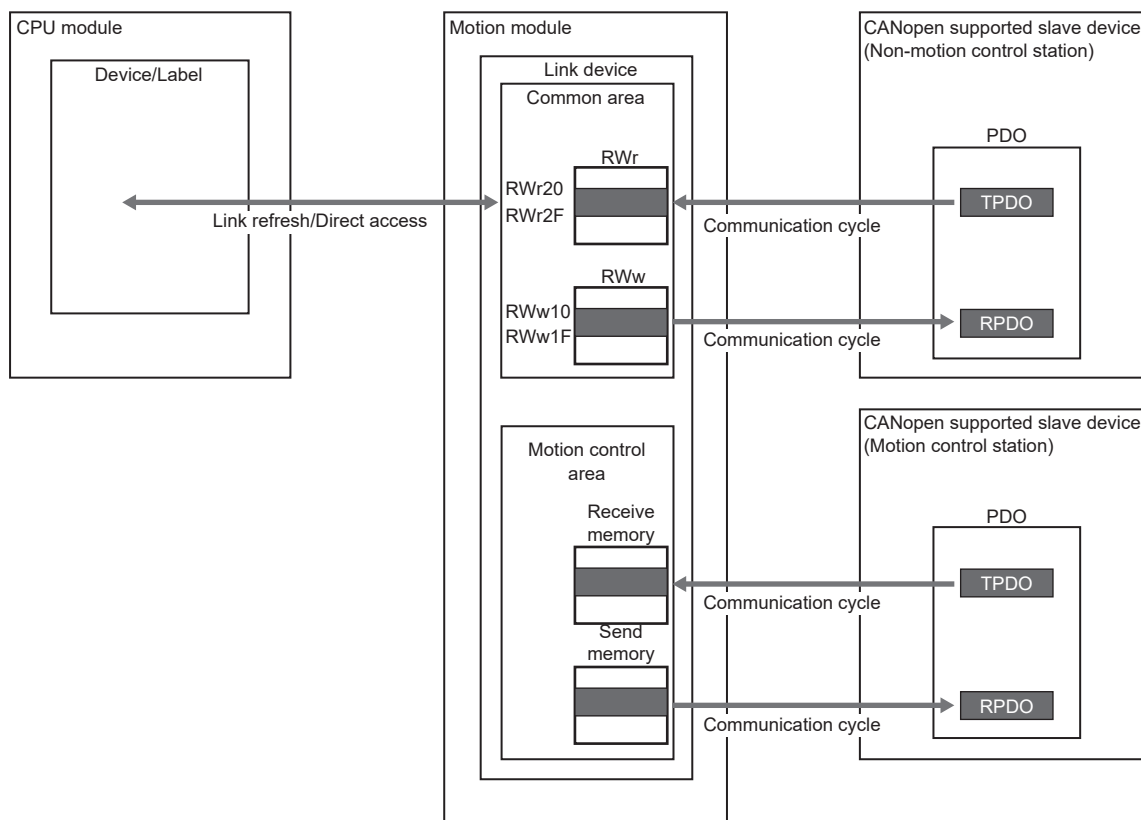 CPU module
Device/Label
Link refresh/Direct access
Motion module
Link device
Common area
RWr
RWr20
RWr2F
RWw
RWw10
RWw1F
Communication cycle
Communication cycle
CANopen supported slave device
(Non-motion control station)
PDO
TPDO
RPDO
Motion control
area
Receive
memory
Send
memory
Communication cycle
Communication cycle
CANopen supported slave device
(Motion control station)
PDO
TPDO
RPDO